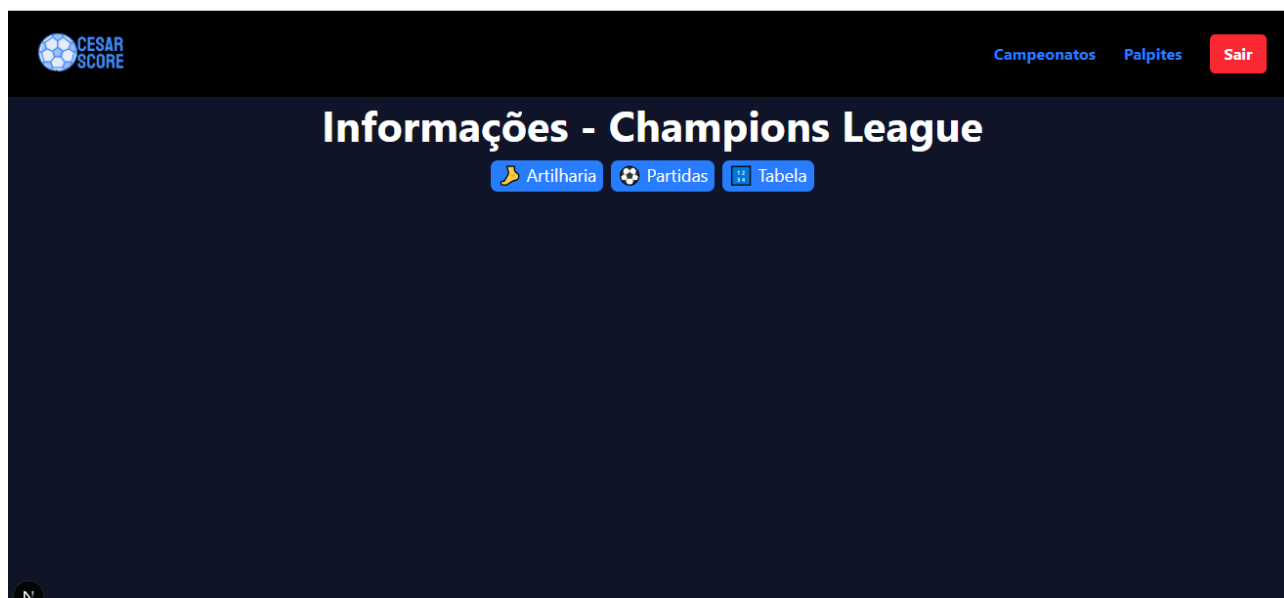 CESAR
SCORE
Campeonatos Palpites Sair
Informações - Champions League
🦶 Artilharia ⚽ Partidas 🔢 Tabela
N